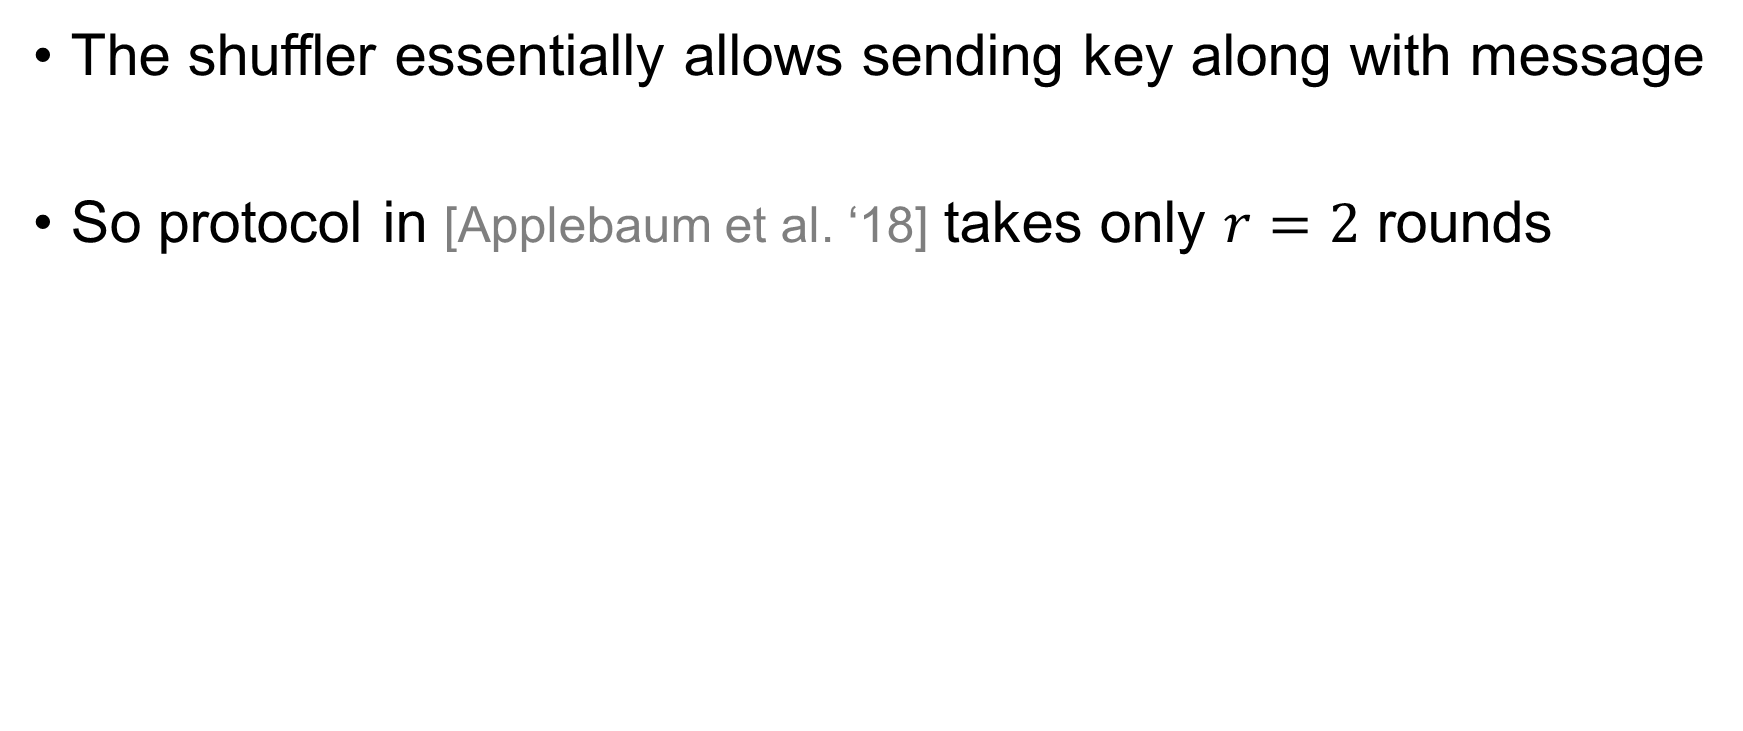 • The shuffler essentially allows sending key along with message
• So protocol in [Applebaum et al. ‘18] takes only r = 2 rounds